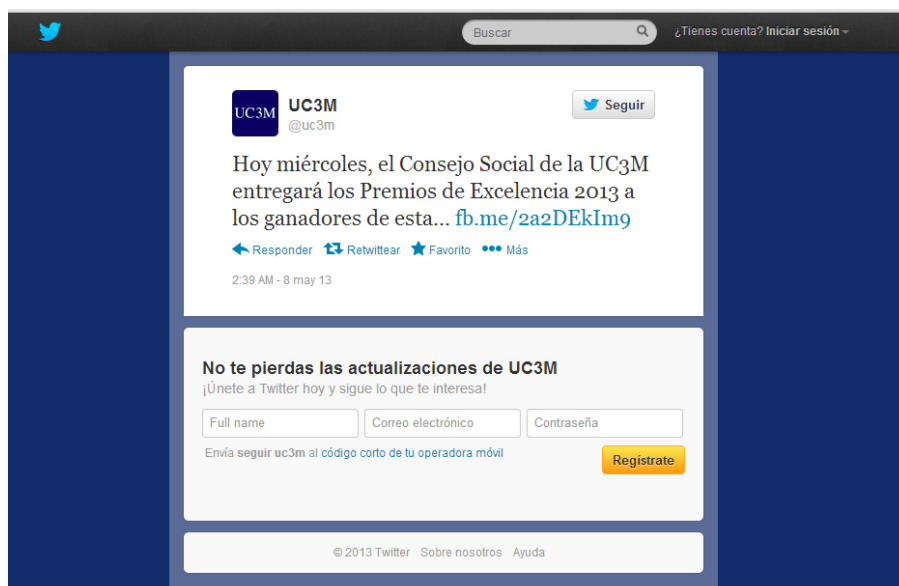 Buscar
¿Tienes cuenta? Iniciar sesión
UC3M
UC3M
@uc3m
Seguir
Hoy miércoles, el Consejo Social de la UC3M
entregará los Premios de Excelencia 2013 a
los ganadores de esta... fb.me/2a2DEkIm9
Responder Retwittear Favorito Más
2:39 AM - 8 may 13
No te pierdas las actualizaciones de UC3M
¡Únete a Twitter hoy y sigue lo que te interesa!
Full name Correo electrónico Contraseña
Envía seguir uc3m al código corto de tu operadora móvil
Regístrate
© 2013 Twitter Sobre nosotros Ayuda